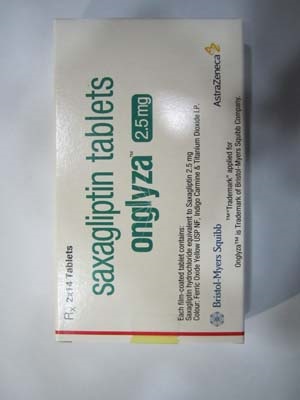 Rx 2x14 Tablets
saxagliptin tablets
onglyza™ 2.5 mg
Each film-coated tablet contains:
Saxagliptin hydrochloride equivalent to Saxagliptin 2.5 mg
Colour: Ferric Oxide Yellow USP NF, Indigo Carmine & Titanium Dioxide I.P.
™"Trademark" applied for
Onglyza™ is Trademark of Bristol-Myers Squibb Company.
Bristol-Myers Squibb
AstraZeneca